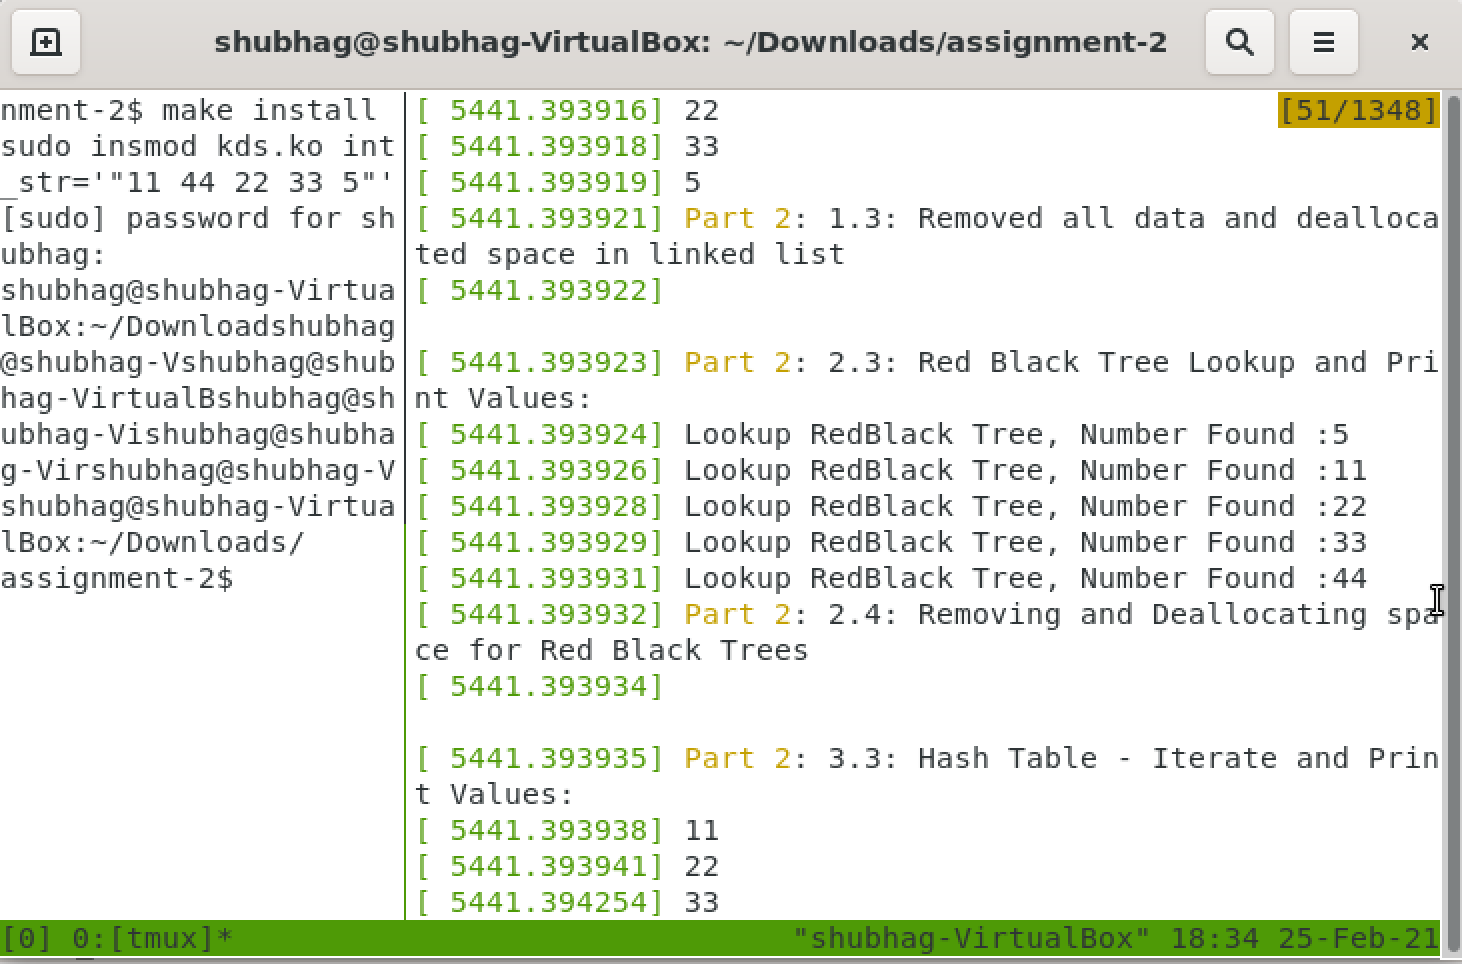 shubhag@shubhag-VirtualBox: ~/Downloads/assignment-2
nment-2$ make install
sudo insmod kds.ko int
_str='"11 44 22 33 5"'
[sudo] password for sh
ubhag:
shubhag@shubhag-Virtua
lBox:~/Downloadshubhag
@shubhag-Vshubhag@shub
hag-VirtualBshubhag@sh
ubhag-Vishubhag@shubha
g-Virshubhag@shubhag-V
shubhag@shubhag-Virtua
lBox:~/Downloads/
assignment-2$
[51/1348]
[ 5441.393916] 22
[ 5441.393918] 33
[ 5441.393919] 5
[ 5441.393921] Part 2: 1.3: Removed all data and dealloca
ted space in linked list
[ 5441.393922]
[ 5441.393923] Part 2: 2.3: Red Black Tree Lookup and Pri
nt Values:
[ 5441.393924] Lookup RedBlack Tree, Number Found :5
[ 5441.393926] Lookup RedBlack Tree, Number Found :11
[ 5441.393928] Lookup RedBlack Tree, Number Found :22
[ 5441.393929] Lookup RedBlack Tree, Number Found :33
[ 5441.393931] Lookup RedBlack Tree, Number Found :44
[ 5441.393932] Part 2: 2.4: Removing and Deallocating spa
ce for Red Black Trees
[ 5441.393934]
[ 5441.393935] Part 2: 3.3: Hash Table - Iterate and Prin
t Values:
[ 5441.393938] 11
[ 5441.393941] 22
[ 5441.394254] 33
[0] 0:[tmux]* "shubhag-VirtualBox" 18:34 25-Feb-21